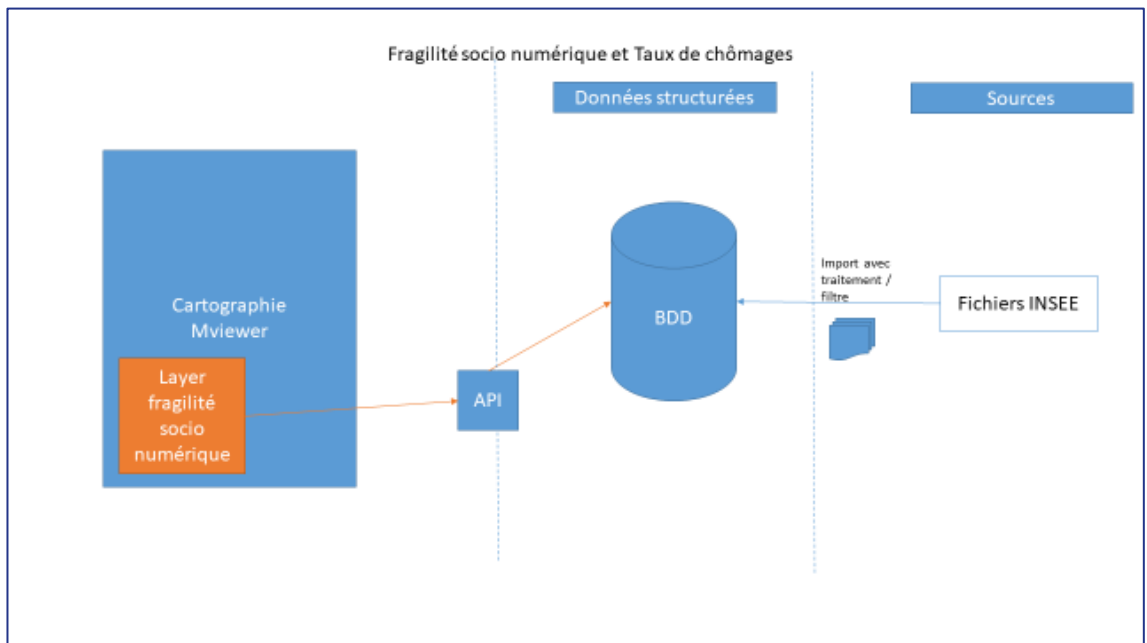 Fragilité socio numérique et Taux de chômages
Données structurées
Sources
Cartographie
Mviewer
Layer
fragilité
socio
numérique
API
BDD
Import avec
traitement /
filtre
Fichiers INSEE